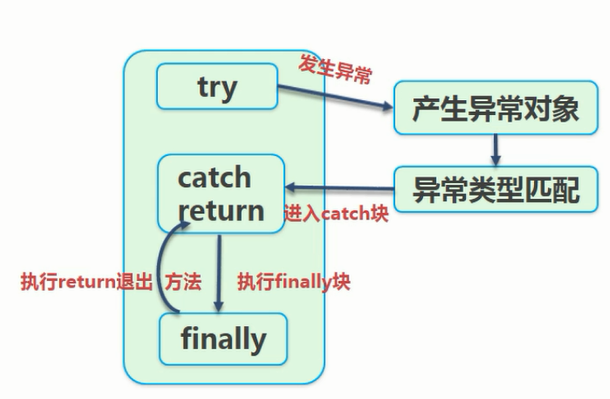 发生异常
try
产生异常对象
catch
return
异常类型匹配
进入catch块
执行return退出 方法
执行finally块
finally